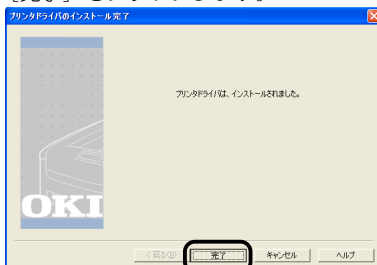 [完了]をクリックします。
プリンタドライバのインストール完了
プリンタドライバは、インストールされました。
OKI
< 戻る(B)
完了
キャンセル
ヘルプ